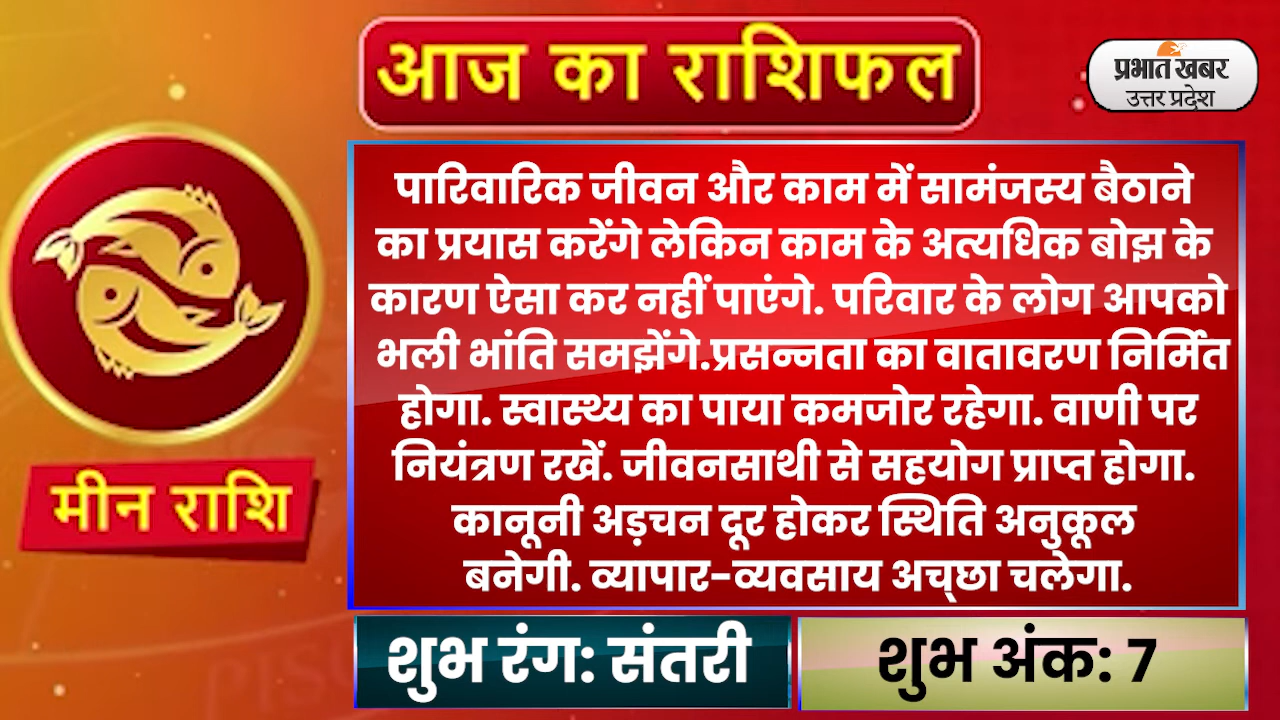 आज का राशिफल
प्रभात खबर
उत्तर प्रदेश
पारिवारिक जीवन और काम में सामंजस्य बैठाने
का प्रयास करेंगे लेकिन काम के अत्यधिक बोझ के
कारण ऐसा कर नहीं पाएंगे. परिवार के लोग आपको
भली भांति समझेंगे.प्रसन्नता का वातावरण निर्मित
होगा. स्वास्थ्य का पाया कमजोर रहेगा. वाणी पर
नियंत्रण रखें. जीवनसाथी से सहयोग प्राप्त होगा.
कानूनी अड़चन दूर होकर स्थिति अनुकूल
बनेगी. व्यापार-व्यवसाय अच्छा चलेगा.
मीन राशि
शुभ रंग: संतरी
शुभ अंक: 7